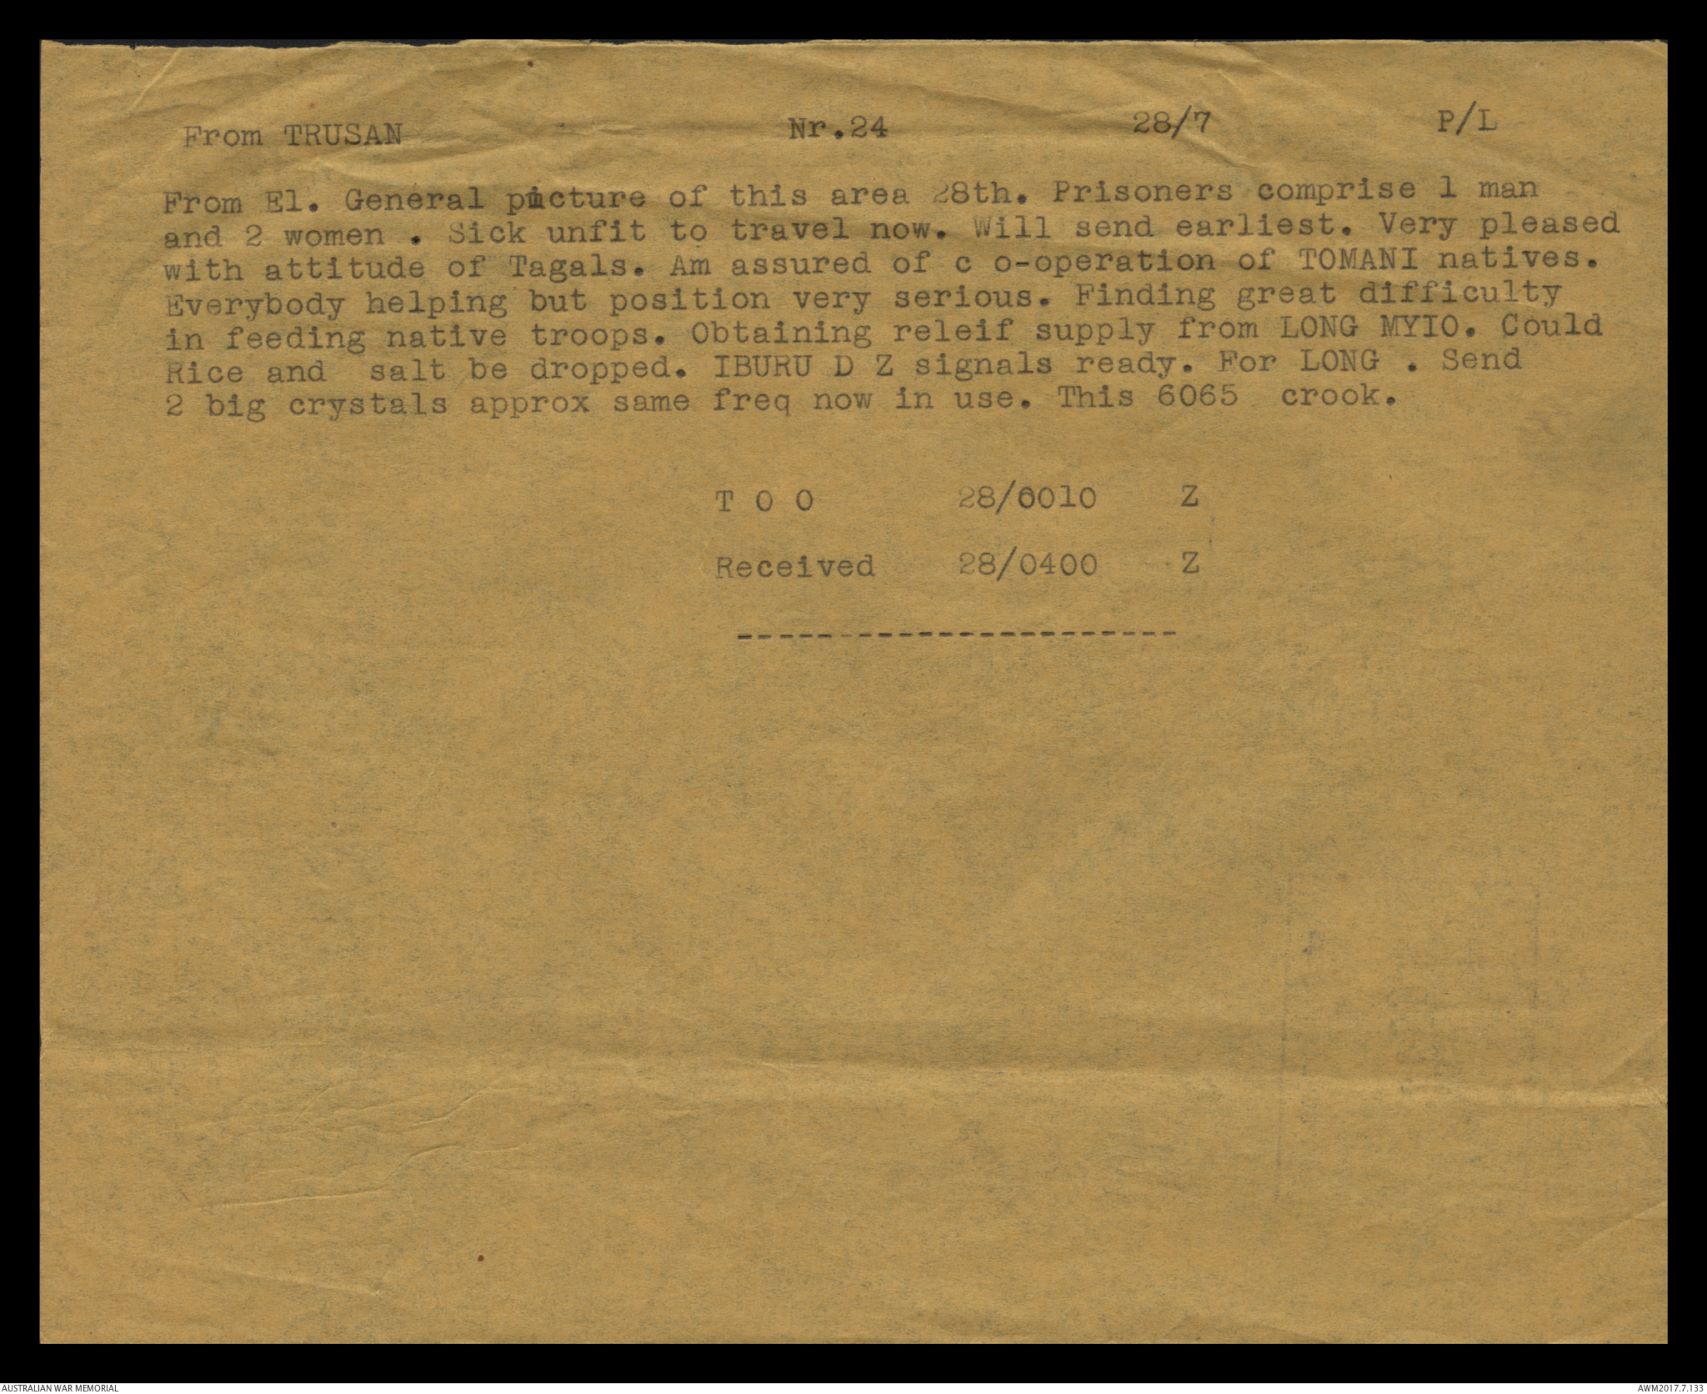 From TRUSAN Nr.24 28/7 P/L
From El. General picture of this area 28th. Prisoners comprise 1 man
and 2 women . Sick unfit to travel now. Will send earliest. Very pleased
with attitude of Tagals. Am assured of c o-operation of TOMANI natives.
Everybody helping but position very serious. Finding great difficulty
in feeding native troops. Obtaining releif supply from LONG MYIO. Could
Rice and salt be dropped. IBURU D Z signals ready. For LONG . Send
2 big crystals approx same freq now in use. This 6065 crook.
T O O 28/0010 Z
Received 28/0400 Z
-----------------------
AUSTRALIAN WAR MEMORIAL AWM2017.7.133